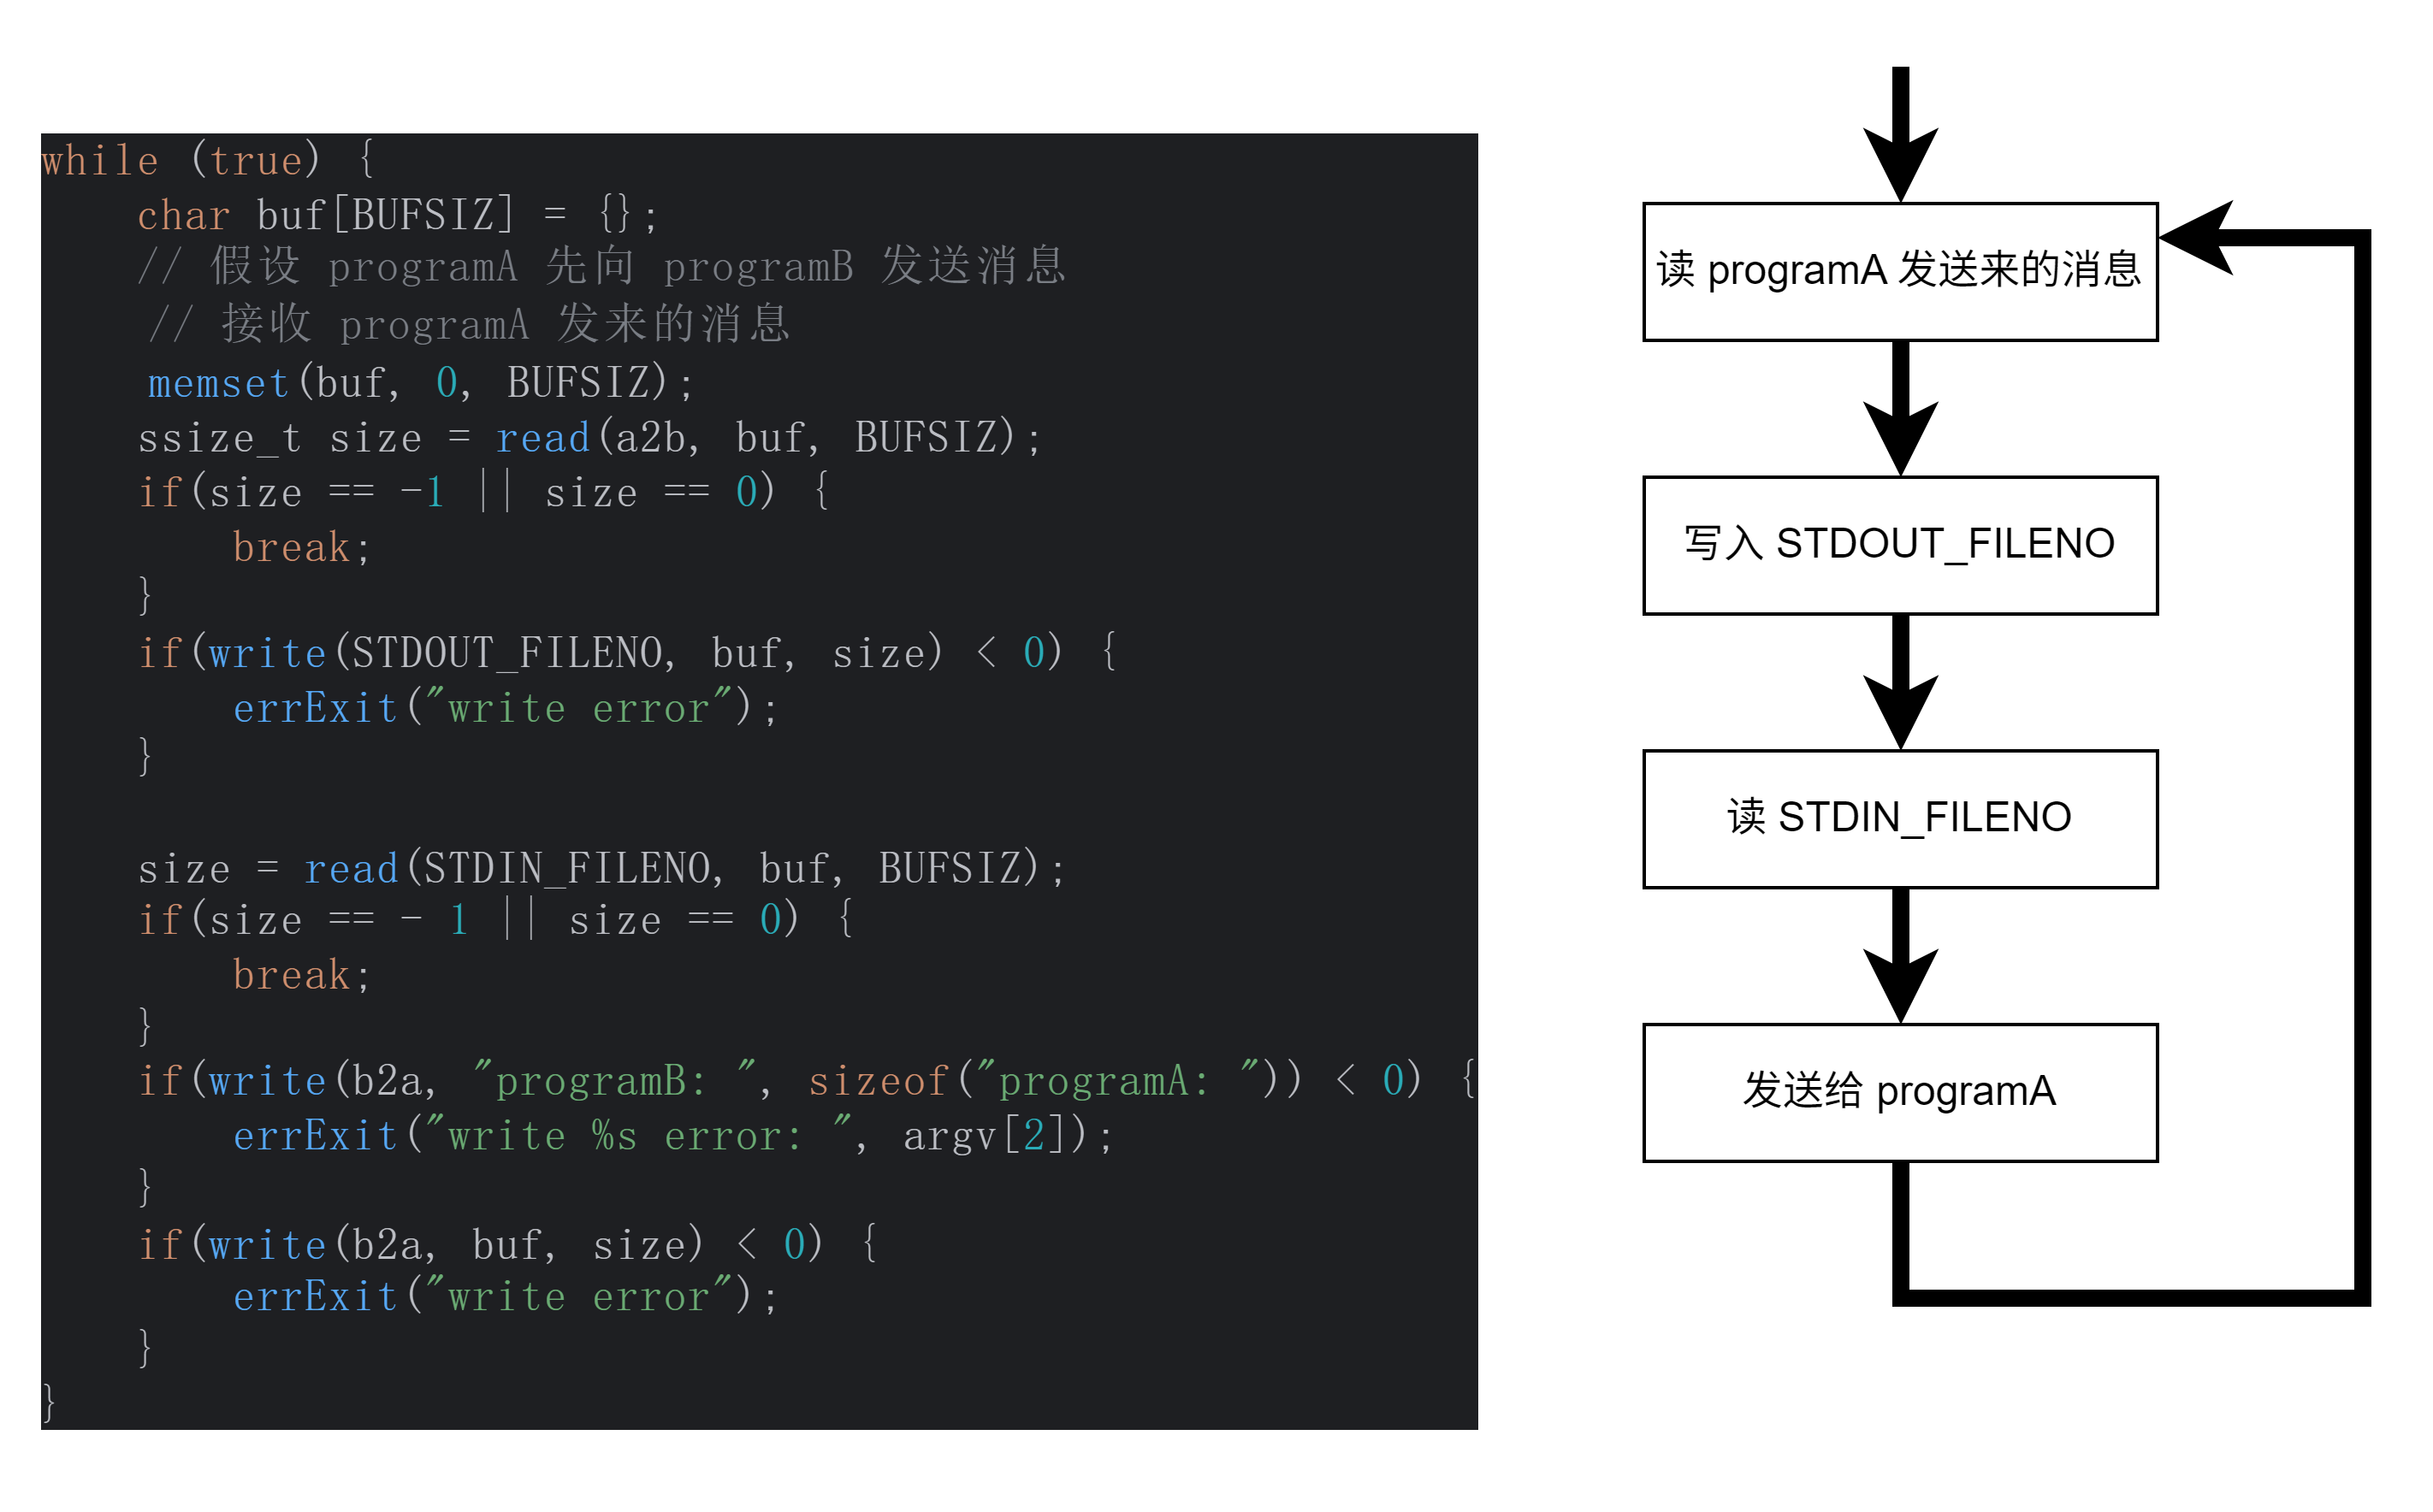 while (true) {
    char buf[BUFSIZ] = {};
    // 假设 programA 先向 programB 发送消息
    // 接收 programA 发来的消息
    memset(buf, 0, BUFSIZ);
    ssize_t size = read(a2b, buf, BUFSIZ);
    if(size == -1 || size == 0) {
        break;
    }
    if(write(STDOUT_FILENO, buf, size) < 0) {
        errExit("write error");
    }
    size = read(STDIN_FILENO, buf, BUFSIZ);
    if(size == - 1 || size == 0) {
        break;
    }
    if(write(b2a, "programB: ", sizeof("programA: ")) < 0) {
        errExit("write %s error: ", argv[2]);
    }
    if(write(b2a, buf, size) < 0) {
        errExit("write error");
    }
}
读 programA 发送来的消息
写入 STDOUT_FILENO
读 STDIN_FILENO
发送给 programA